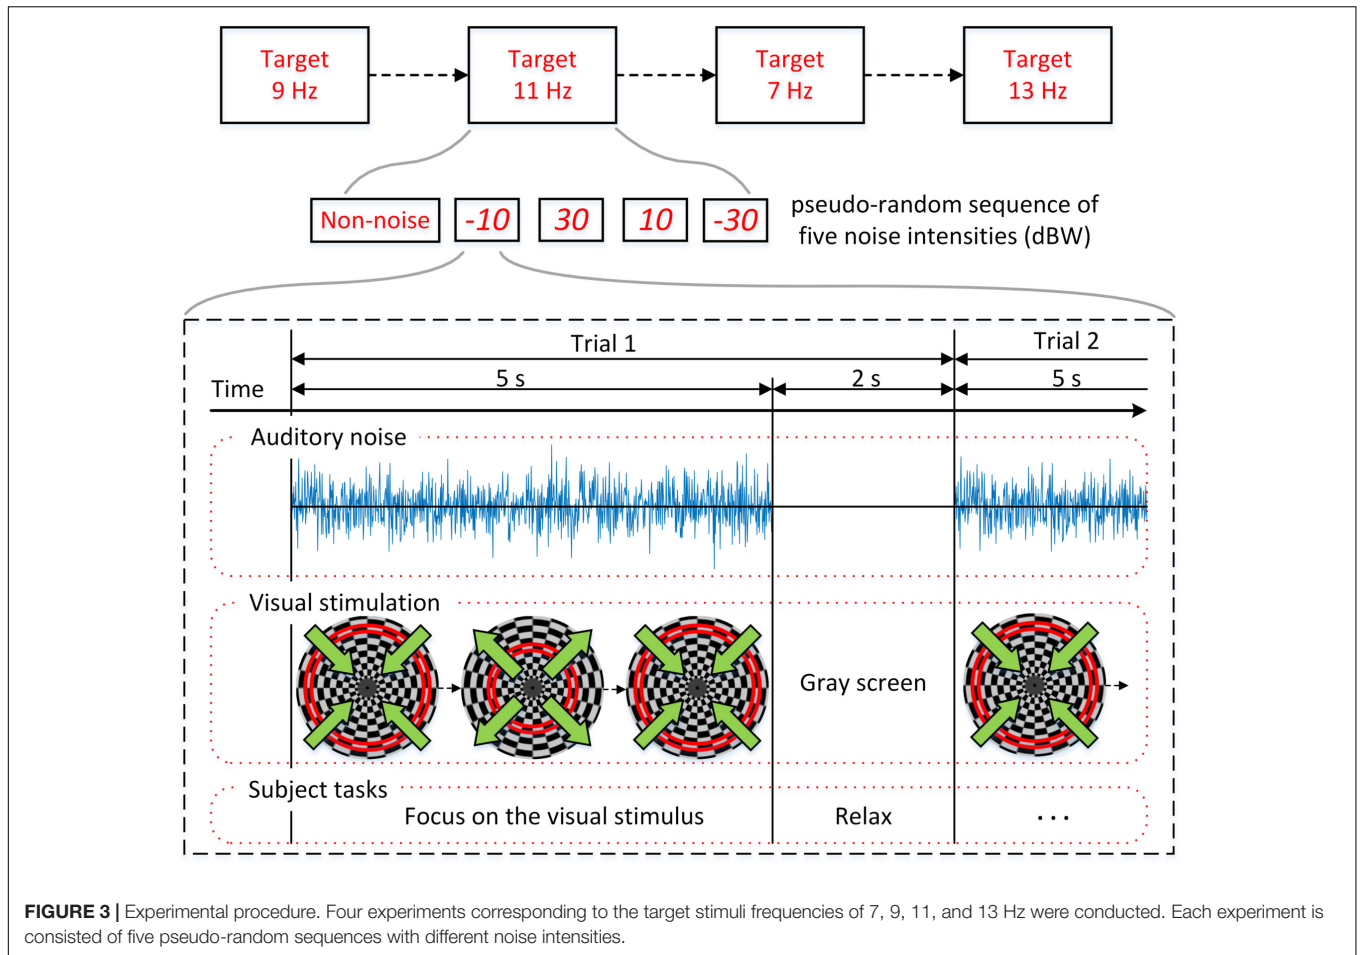 Target
9 Hz
Target
11 Hz
Target
7 Hz
Target
13 Hz
Non-noise
-10
30
10
-30
pseudo-random sequence of
five noise intensities (dBW)
Trial 1
Trial 2
Time
5 s
2 s
5 s
Auditory noise
Visual stimulation
Gray screen
Subject tasks
Focus on the visual stimulus
Relax
...
FIGURE 3 | Experimental procedure. Four experiments corresponding to the target stimuli frequencies of 7, 9, 11, and 13 Hz were conducted. Each experiment is
consisted of five pseudo-random sequences with different noise intensities.